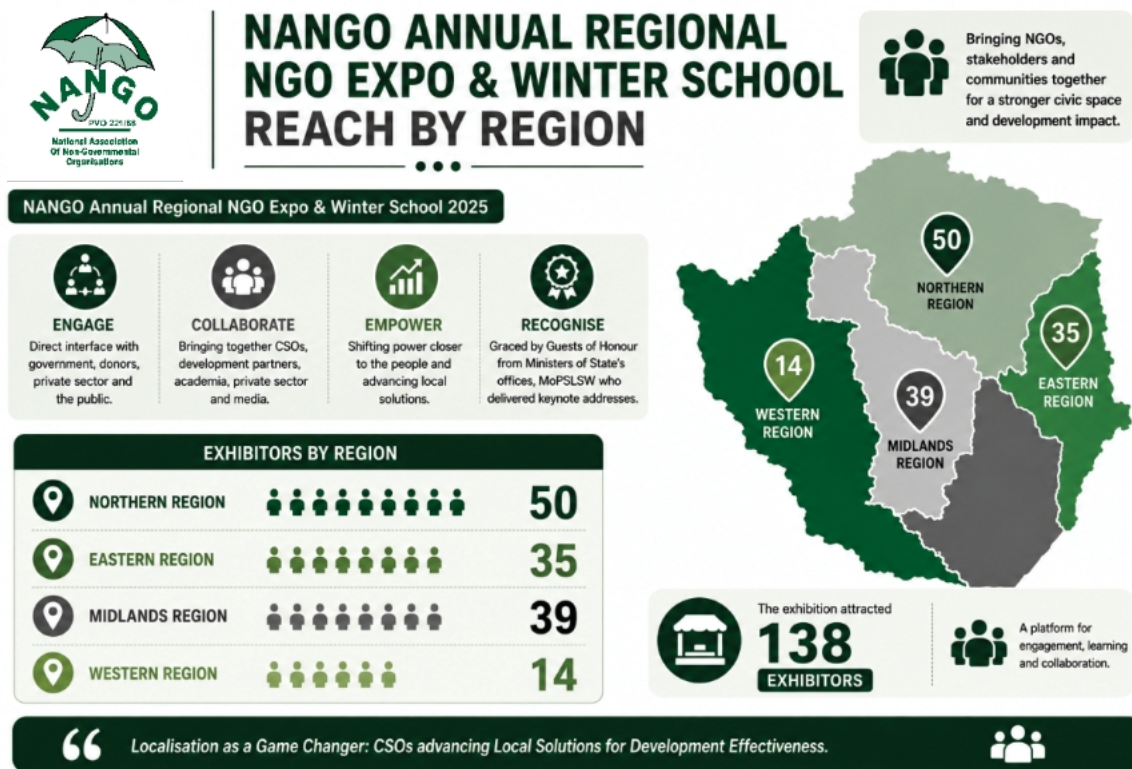 NANGO
PVO 221/68
National Association
Of Non-Governmental
Organisations
NANGO ANNUAL REGIONAL
NGO EXPO & WINTER SCHOOL
REACH BY REGION
Bringing NGOs,
stakeholders and
communities together
for a stronger civic space
and development impact.
NANGO Annual Regional NGO Expo & Winter School 2025
ENGAGE
Direct interface with
government, donors,
private sector and
the public.
COLLABORATE
Bringing together CSOs,
development partners,
academia, private sector
and media.
EMPOWER
Shifting power closer
to the people and
advancing local
solutions.
RECOGNISE
Graced by Guests of Honour
from Ministers of State's
offices, MoPSLSW who
delivered keynote addresses.
50
NORTHERN
REGION
35
EASTERN
REGION
14
WESTERN
REGION
39
MIDLANDS
REGION
EXHIBITORS BY REGION
NORTHERN REGION 50
EASTERN REGION 35
MIDLANDS REGION 39
WESTERN REGION 14
The exhibition attracted
138
EXHIBITORS
A platform for
engagement, learning
and collaboration.
“ Localisation as a Game Changer: CSOs advancing Local Solutions for Development Effectiveness.